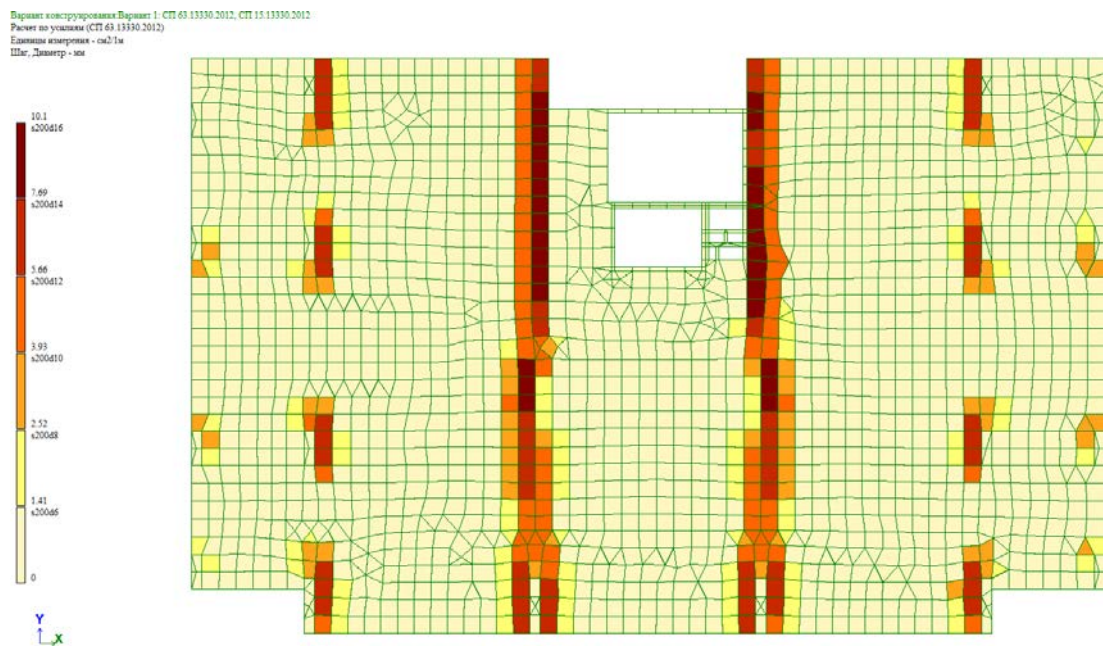 Вариант конструирования:Вариант 1: СП 63.13330.2012, СП 15.13330.2012
Расчет по усилиям (СП 63.13330.2012)
Единицы измерения - см2/1м
Шаг, Диаметр - мм
10.1
s200d16
7.69
s200d14
5.66
s200d12
3.93
s200d10
2.52
s200d8
1.41
s200d6
0
Y
X